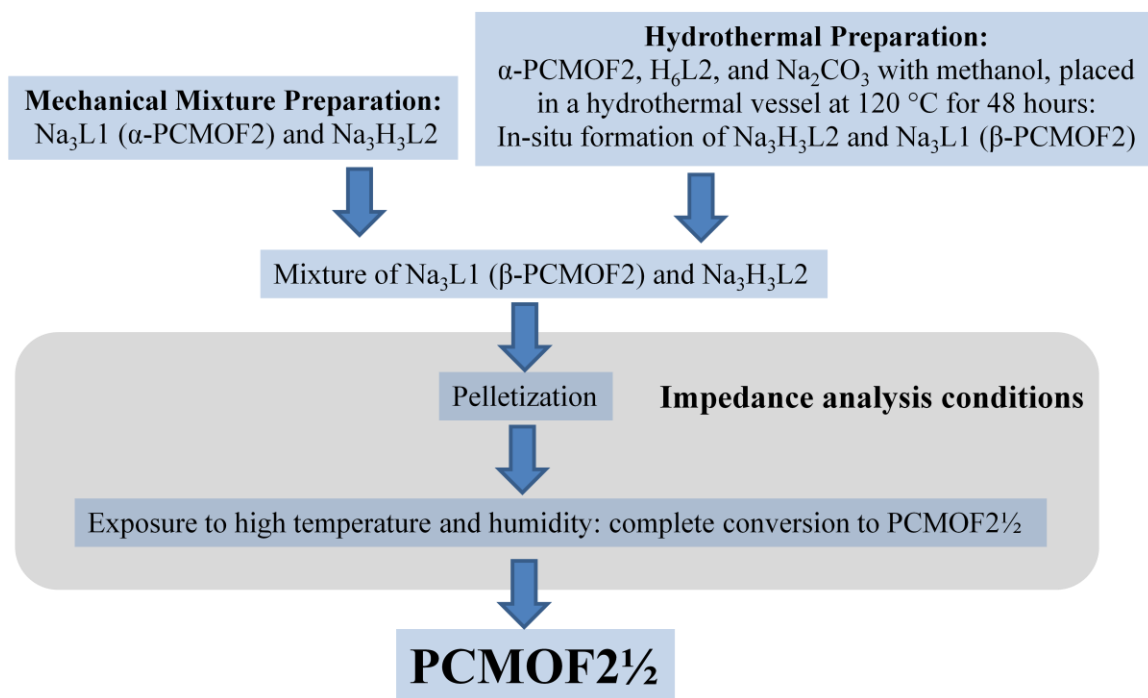 Mechanical Mixture Preparation:
Na₃L1 (α-PCMOF2) and Na₃H₃L2
Hydrothermal Preparation:
α-PCMOF2, H₆L2, and Na₂CO₃ with methanol, placed
in a hydrothermal vessel at 120 °C for 48 hours:
In-situ formation of Na₃H₃L2 and Na₃L1 (β-PCMOF2)
Mixture of Na₃L1 (β-PCMOF2) and Na₃H₃L2
Pelletization
Impedance analysis conditions
Exposure to high temperature and humidity: complete conversion to PCMOF2½
PCMOF2½